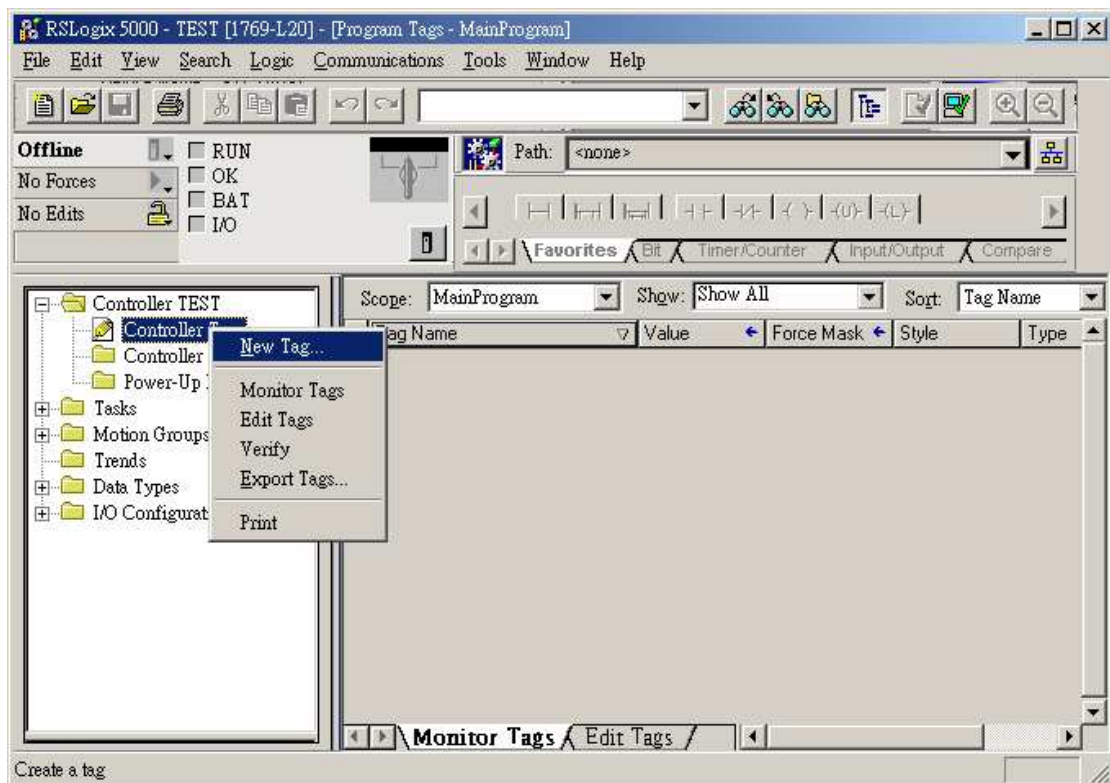 RSLogix 5000 - TEST [1769-L20] - [Program Tags - MainProgram]
File Edit View Search Logic Communications Tools Window Help
Offline
RUN
Path: <none>
No Forces
OK
No Edits
BAT
I/O
Favorites Bit Timer/Counter Input/Output Compare
Controller TEST
Controller
Controller
Power-Up
Tasks
Motion Groups
Trends
Data Types
I/O Configurat
New Tag...
Monitor Tags
Edit Tags
Verify
Export Tags...
Print
Scope: MainProgram Show: Show All Sort: Tag Name
ag Name Value Force Mask Style Type
Monitor Tags Edit Tags
Create a tag